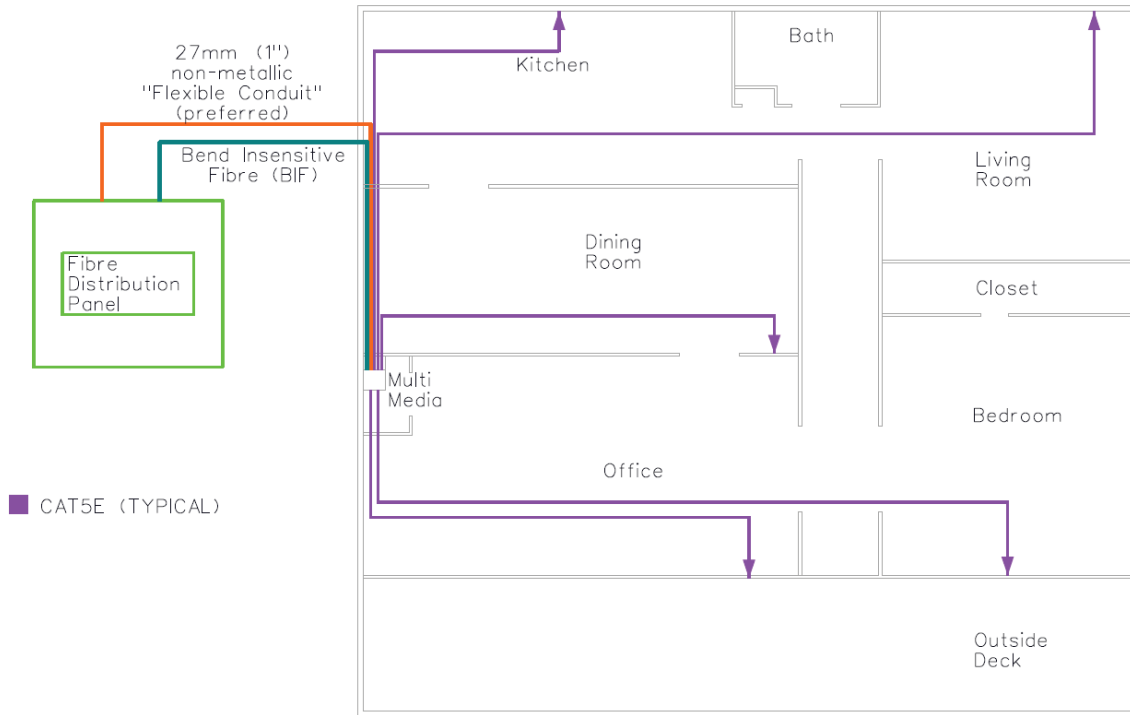 27mm (1")
non-metallic
"Flexible Conduit"
(preferred)
Bend Insensitive
Fibre (BIF)
Fibre
Distribution
Panel
CAT5E (TYPICAL)
Kitchen
Bath
Living
Room
Dining
Room
Closet
Multi
Media
Bedroom
Office
Outside
Deck